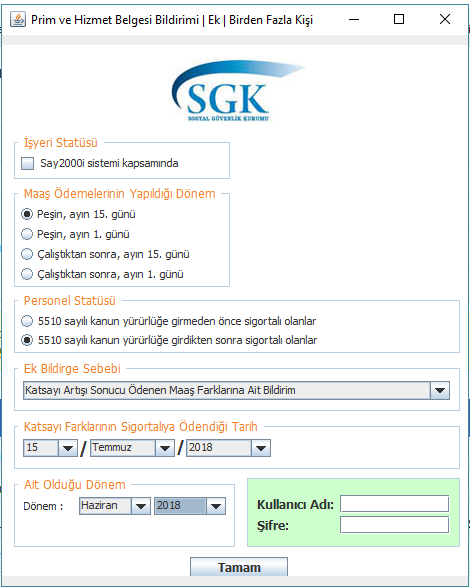 Prim ve Hizmet Belgesi Bildirimi | Ek | Birden Fazla Kişi
SGK
SOSYAL GÜVENLİK KURUMU
İşyeri Statüsü
Say2000i sistemi kapsamında
Maaş Ödemelerinin Yapıldığı Dönem
Peşin, ayın 15. günü
Peşin, ayın 1. günü
Çalıştıktan sonra, ayın 15. günü
Çalıştıktan sonra, ayın 1. günü
Personel Statüsü
5510 sayılı kanun yürürlüğe girmeden önce sigortalı olanlar
5510 sayılı kanun yürürlüğe girdikten sonra sigortalı olanlar
Ek Bildirge Sebebi
Katsayı Artışı Sonucu Ödenen Maaş Farklarına Ait Bildirim
Katsayı Farklarının Sigortalıya Ödendiği Tarih
15 / Temmuz / 2018
Ait Olduğu Dönem
Dönem : Haziran 2018
Kullanıcı Adı:
Şifre:
Tamam